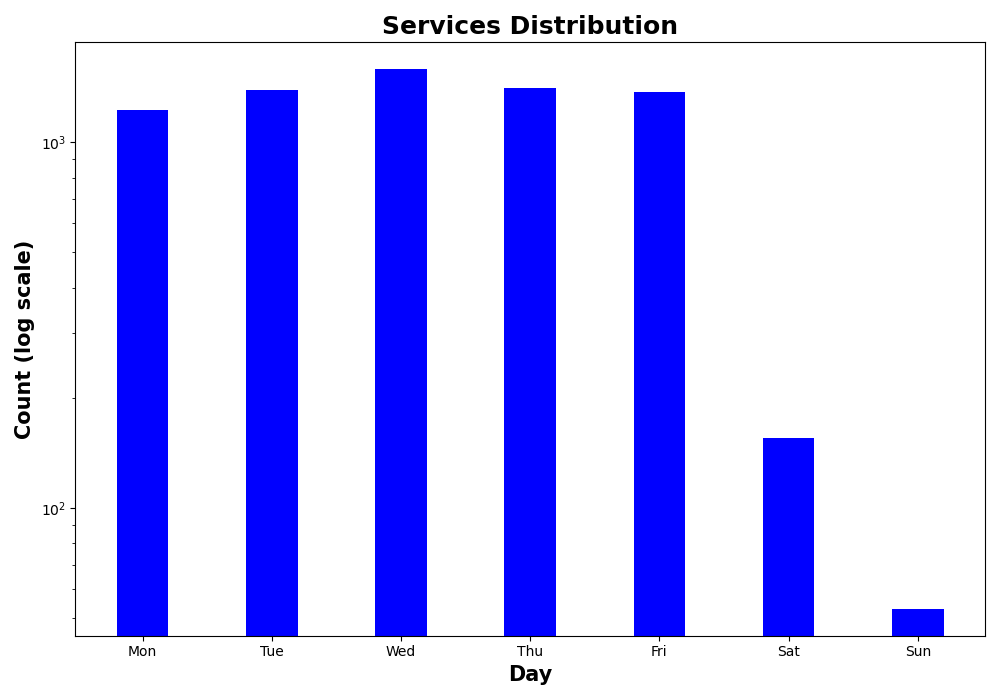 Services Distribution
Count (log scale)
10³
10²
Mon Tue Wed Thu Fri Sat Sun
Day